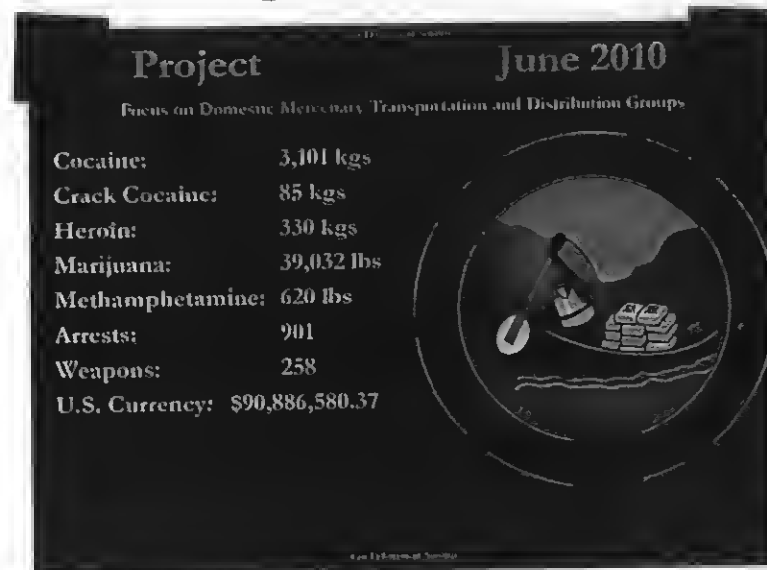 Project June 2010
Focus on Domestic Mercenary Transportation and Distribution Groups
Cocaine: 3,101 kgs
Crack Cocaine: 85 kgs
Heroin: 330 kgs
Marijuana: 39,032 lbs
Methamphetamine: 620 lbs
Arrests: 901
Weapons: 258
U.S. Currency: $90,886,580.37